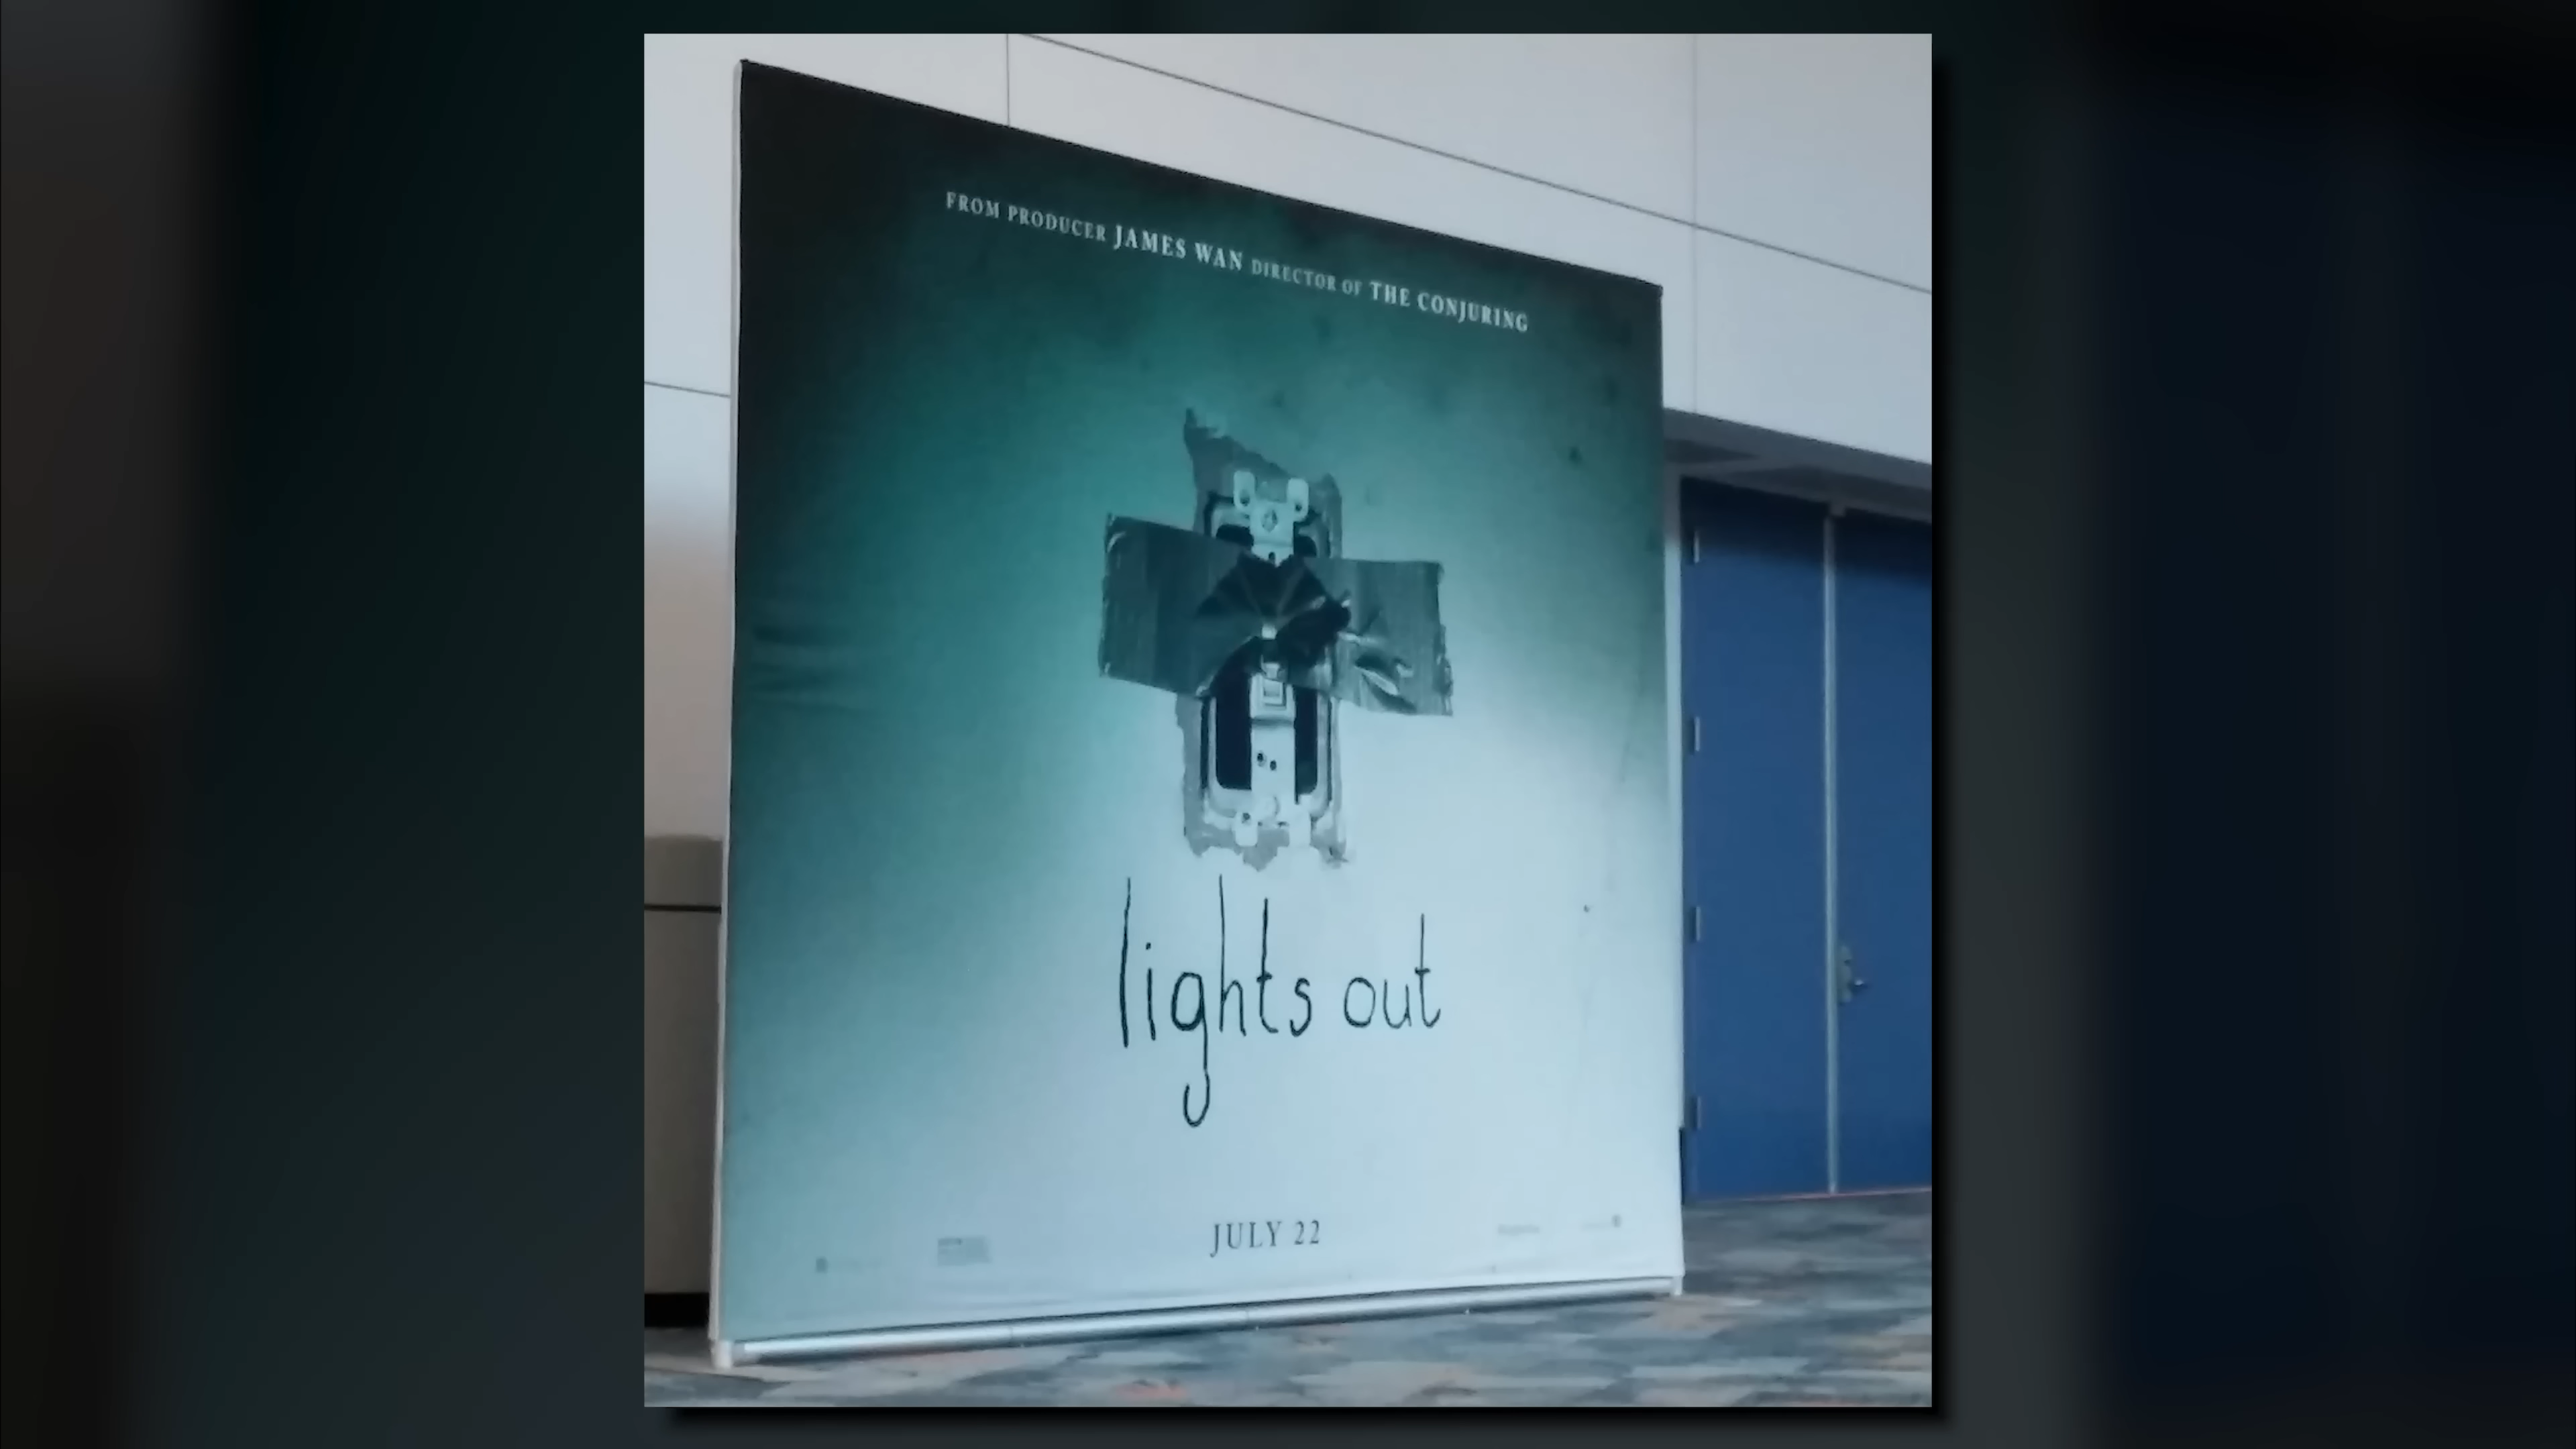 FROM PRODUCER JAMES WAN DIRECTOR OF THE CONJURING
lights out
JULY 22